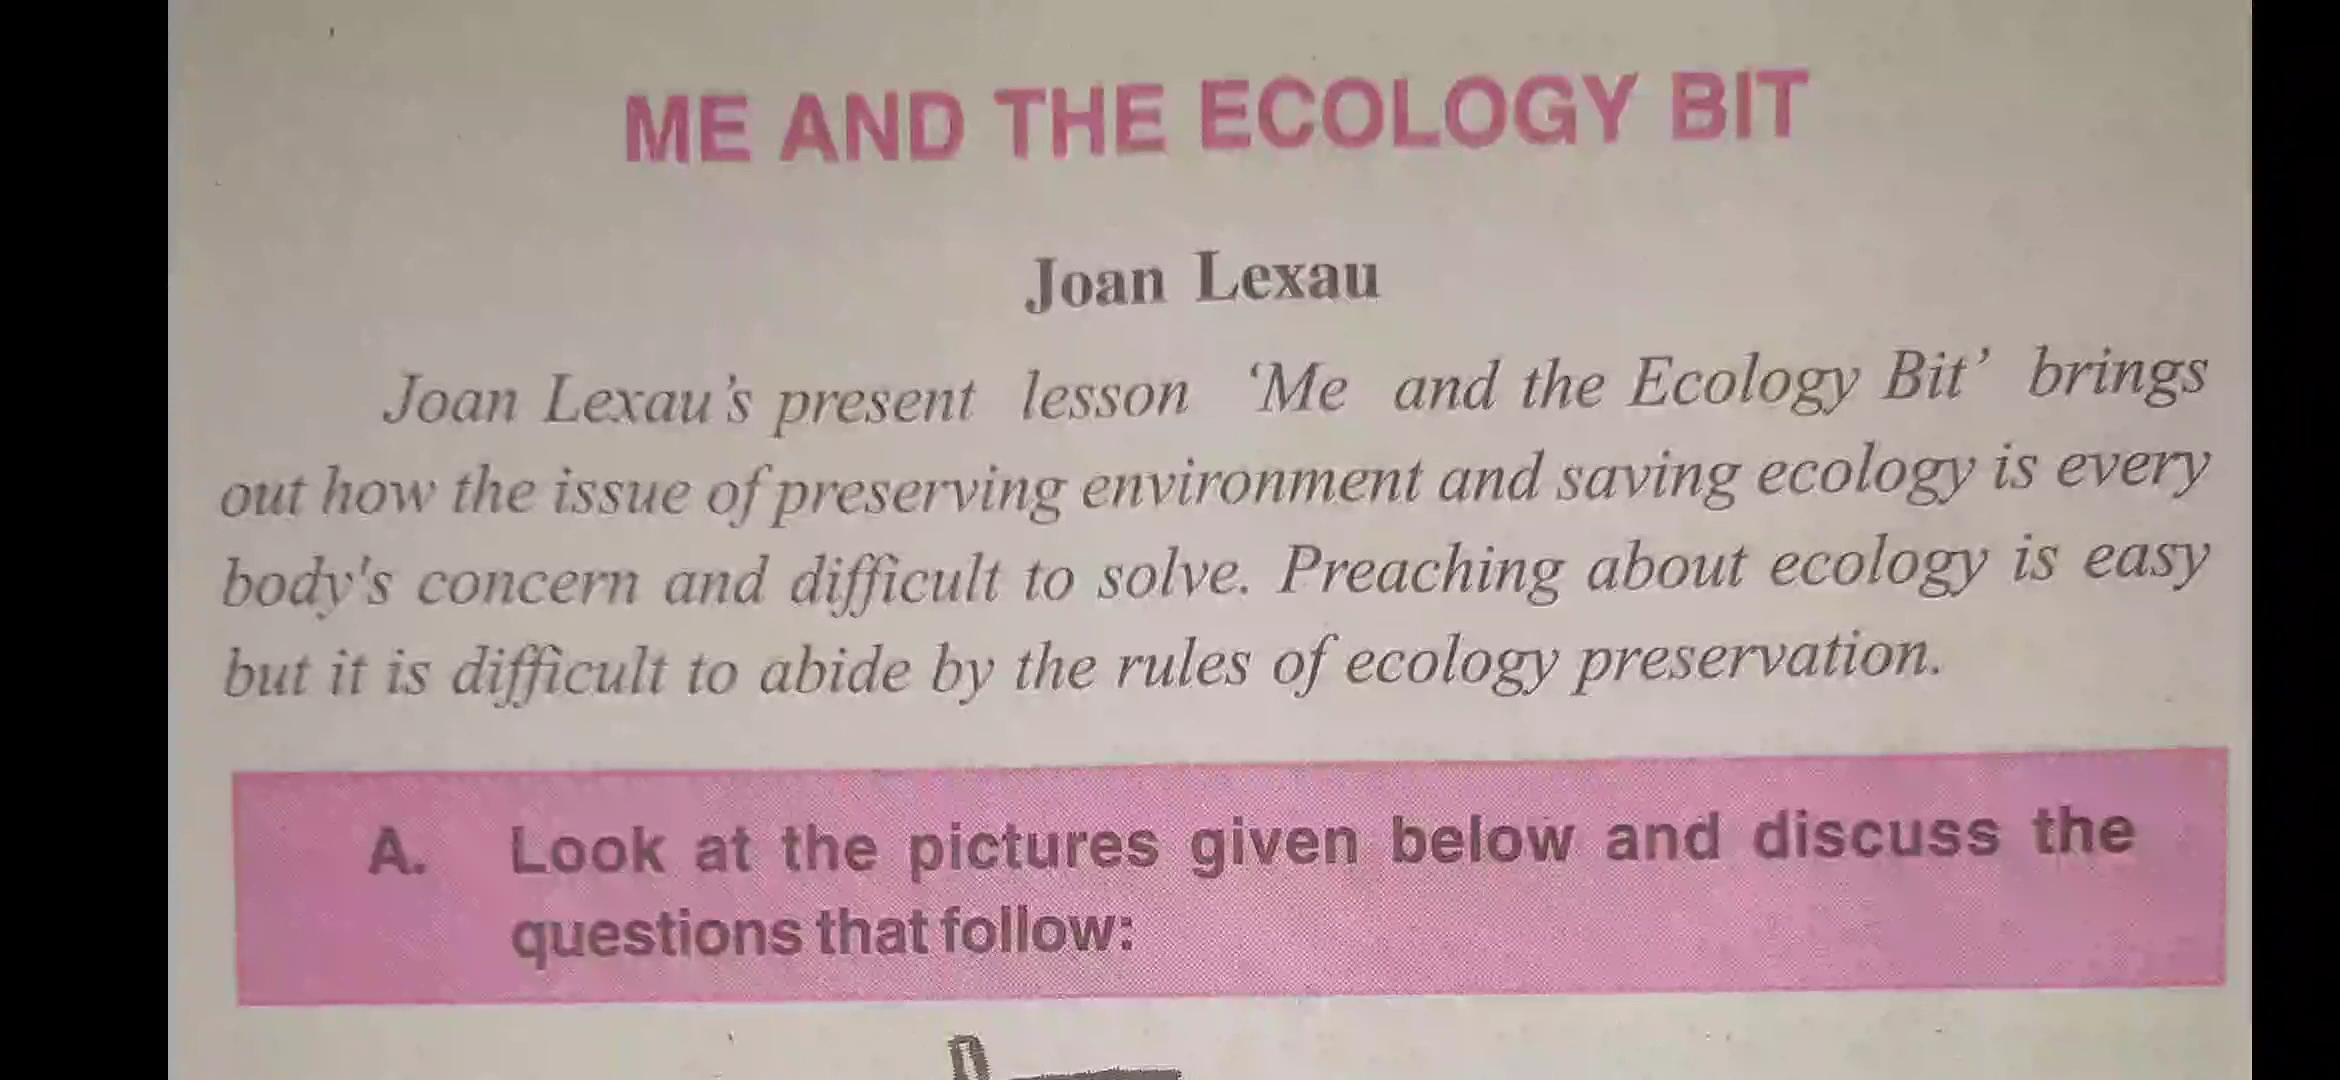 ME AND THE ECOLOGY BIT
Joan Lexau
Joan Lexau's present lesson ‘Me and the Ecology Bit’ brings
out how the issue of preserving environment and saving ecology is every
body's concern and difficult to solve. Preaching about ecology is easy
but it is difficult to abide by the rules of ecology preservation.
A. Look at the pictures given below and discuss the
questions that follow: